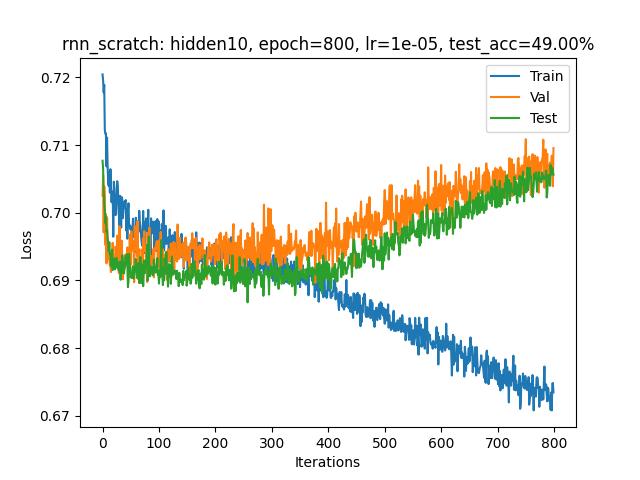 rnn_scratch: hidden10, epoch=800, lr=1e-05, test_acc=49.00%
Train
Val
Test
Loss
0.72
0.71
0.70
0.69
0.68
0.67
0 100 200 300 400 500 600 700 800
Iterations